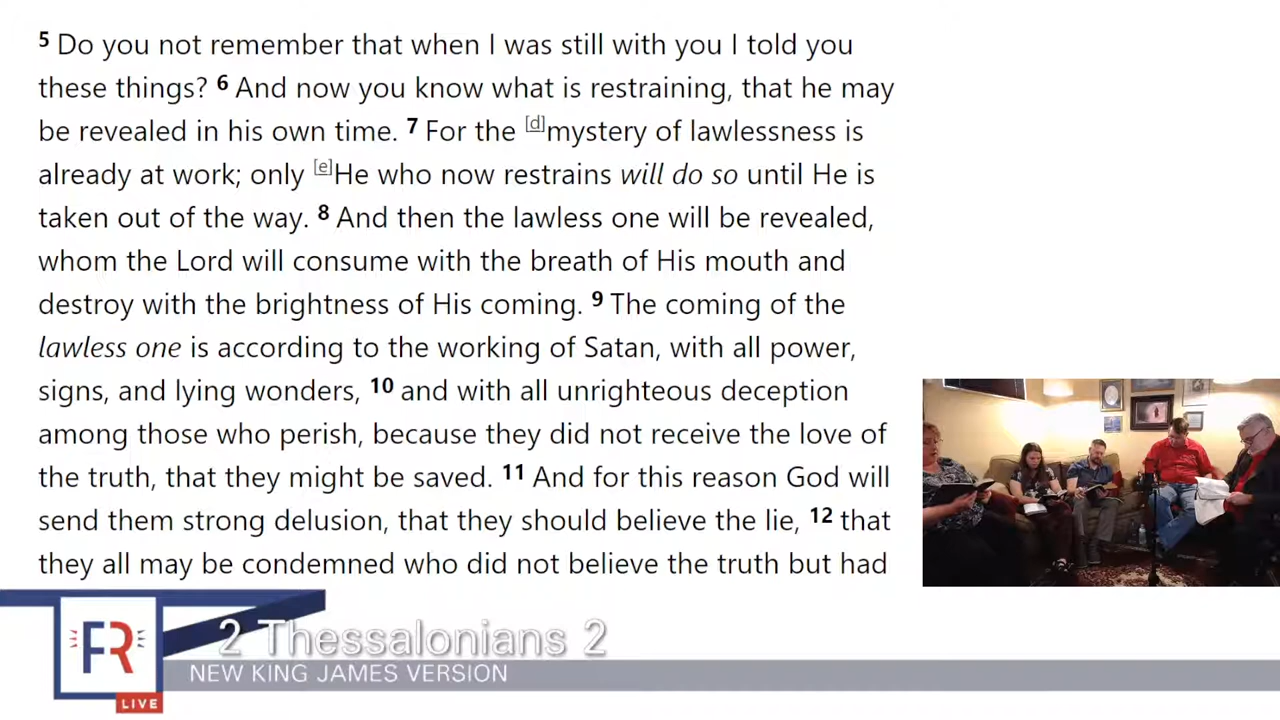 5 Do you not remember that when I was still with you I told you
these things? 6 And now you know what is restraining, that he may
be revealed in his own time. 7 For the [d]mystery of lawlessness is
already at work; only [e]He who now restrains will do so until He is
taken out of the way. 8 And then the lawless one will be revealed,
whom the Lord will consume with the breath of His mouth and
destroy with the brightness of His coming. 9 The coming of the
lawless one is according to the working of Satan, with all power,
signs, and lying wonders, 10 and with all unrighteous deception
among those who perish, because they did not receive the love of
the truth, that they might be saved. 11 And for this reason God will
send them strong delusion, that they should believe the lie, 12 that
they all may be condemned who did not believe the truth but had
2 Thessalonians 2
NEW KING JAMES VERSION
FR
LIVE